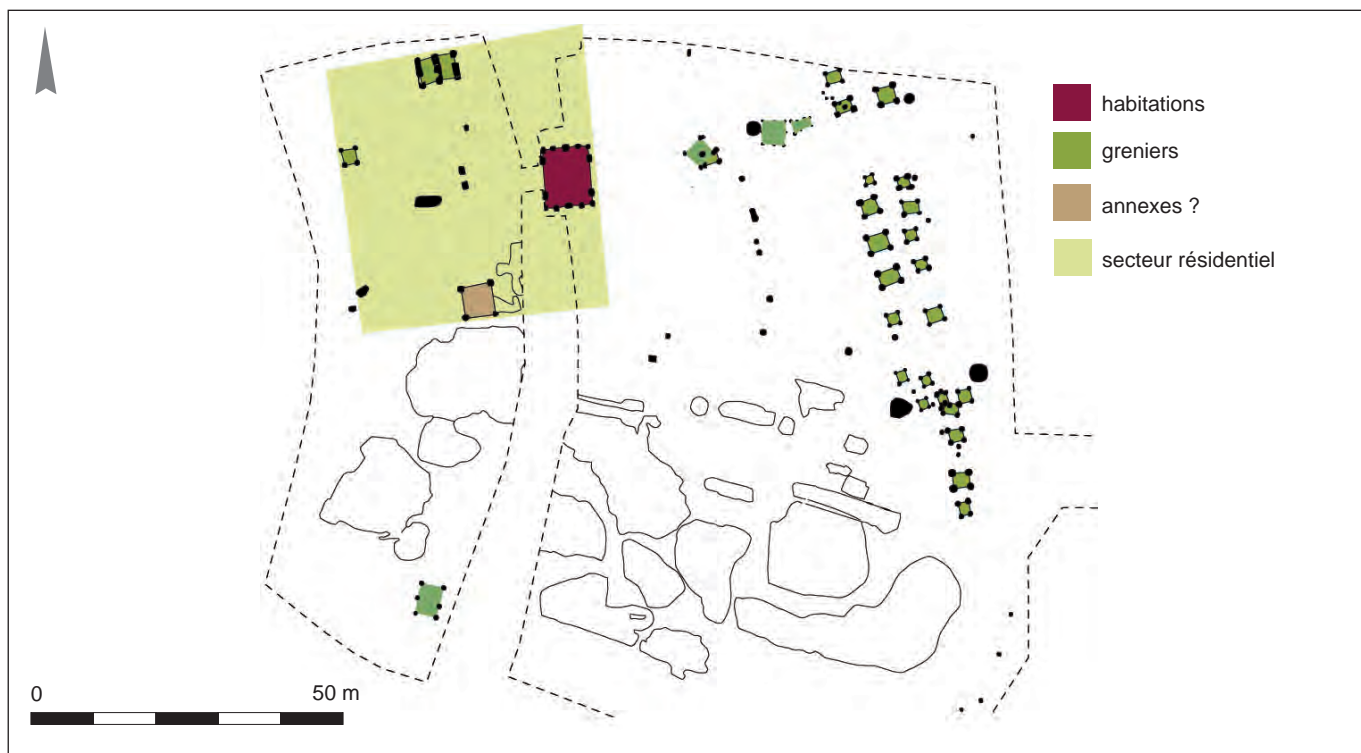 habitations
greniers
annexes ?
secteur résidentiel
0 50 m